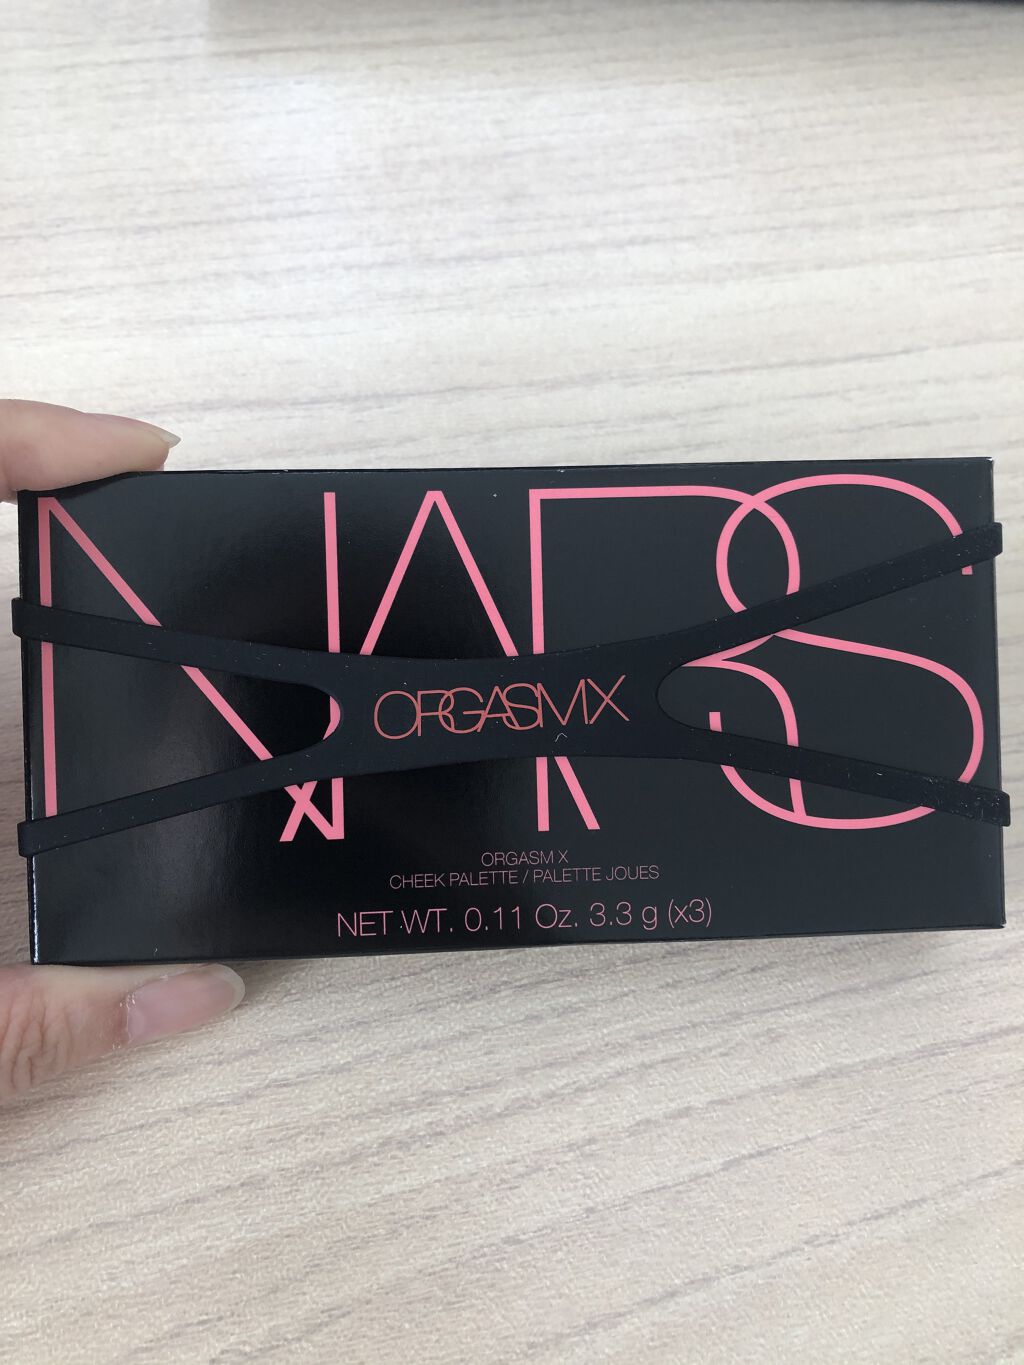 NARS
ORGASM X
ORGASM X
CHEEK PALETTE / PALETTE JOUES
NET WT. 0.11 Oz. 3.3 g (x3)